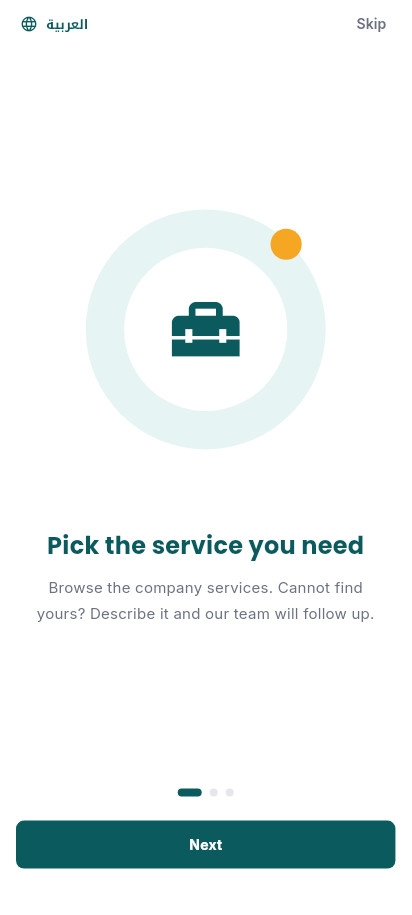 العربية
Skip
Pick the service you need
Browse the company services. Cannot find
yours? Describe it and our team will follow up.
Next